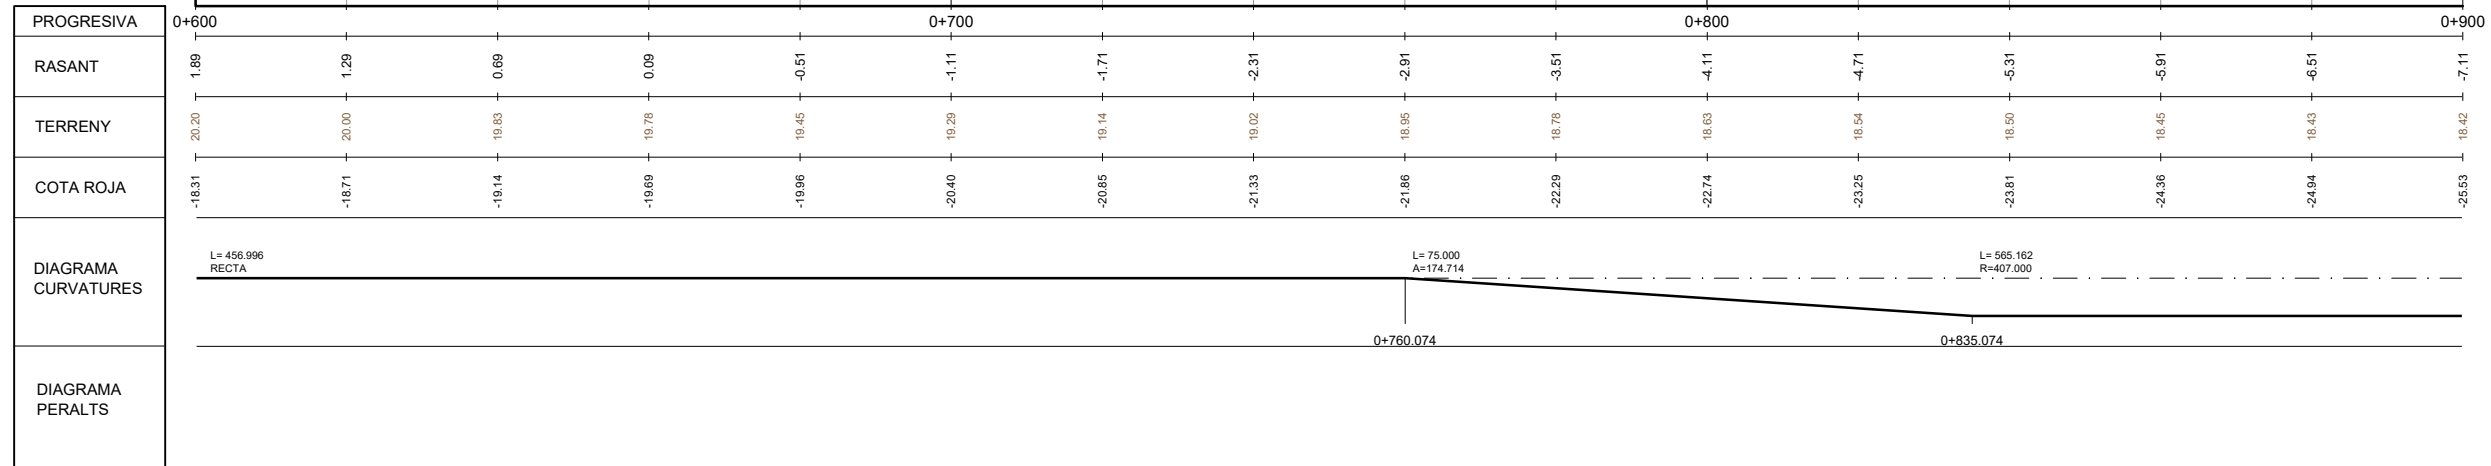 PROGRESIVA 0+600 0+700 0+800 0+900
RASANT 1.89 1.29 0.69 0.09 -0.51 -1.11 -1.71 -2.31 -2.91 -3.51 -4.11 -4.71 -5.31 -5.91 -6.51 -7.11
TERRENY 20.20 20.00 19.83 19.78 19.45 19.29 19.14 19.02 18.95 18.78 18.63 18.54 18.50 18.45 18.43 18.42
COTA ROJA -18.31 -18.71 -19.14 -19.69 -19.96 -20.40 -20.85 -21.33 -21.86 -22.29 -22.74 -23.25 -23.81 -24.36 -24.94 -25.53
DIAGRAMA
CURVATURES
L= 456.996
RECTA
L= 75.000
A=174.714
L= 565.162
R=407.000
0+760.074 0+835.074
DIAGRAMA
PERALTS